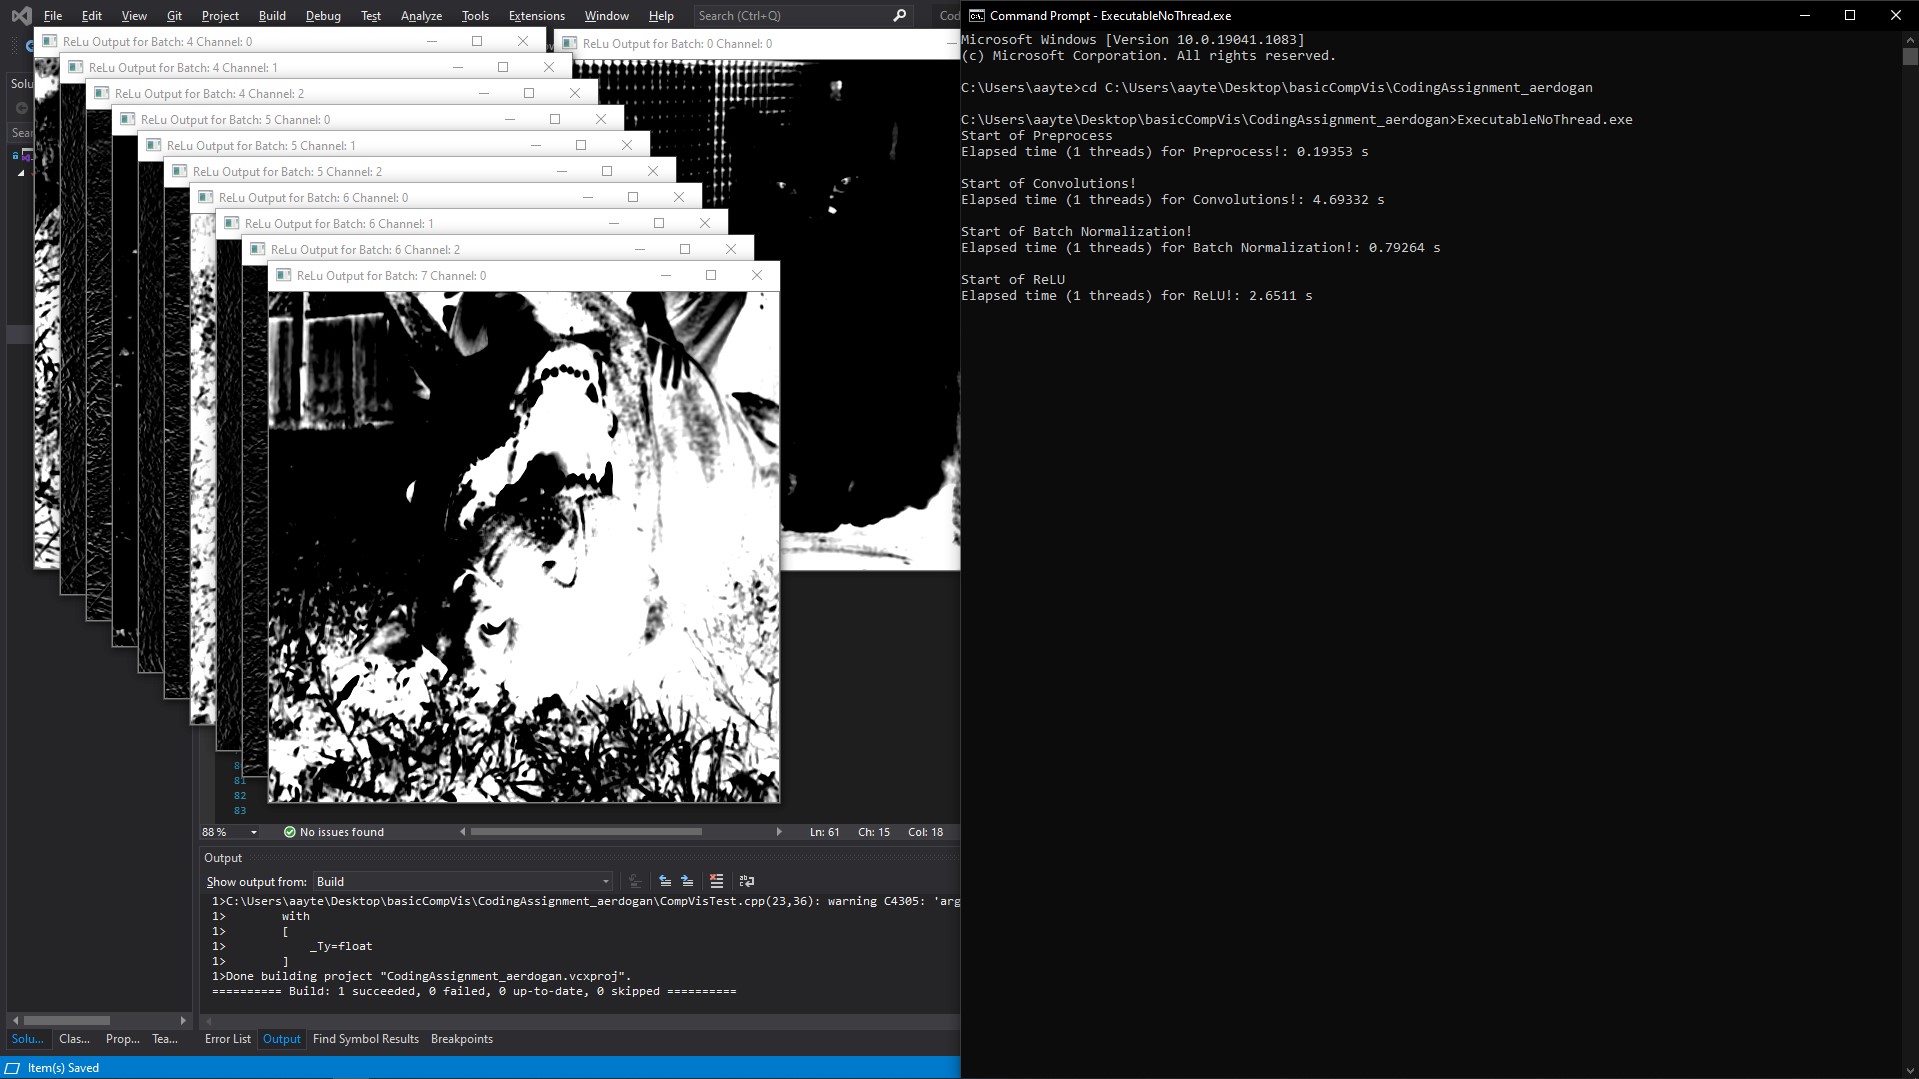 File Edit View Git Project Build Debug Test Analyze Tools Extensions Window Help Search (Ctrl+Q)
ReLu Output for Batch: 4 Channel: 0
ReLu Output for Batch: 0 Channel: 0
ReLu Output for Batch: 4 Channel: 1
ReLu Output for Batch: 4 Channel: 2
ReLu Output for Batch: 5 Channel: 0
ReLu Output for Batch: 5 Channel: 1
ReLu Output for Batch: 5 Channel: 2
ReLu Output for Batch: 6 Channel: 0
ReLu Output for Batch: 6 Channel: 1
ReLu Output for Batch: 6 Channel: 2
ReLu Output for Batch: 7 Channel: 0
Solu
Sear
81
82
83
88 % No issues found Ln: 61 Ch: 15 Col: 18
Output
Show output from: Build
1>C:\Users\aayte\Desktop\basicCompVis\CodingAssignment_aerdogan\CompVisTest.cpp(23,36): warning C4305: 'arg
1> with
1> [
1> _Ty=float
1> ]
1>Done building project "CodingAssignment_aerdogan.vcxproj".
========== Build: 1 succeeded, 0 failed, 0 up-to-date, 0 skipped ==========
Solu... Clas... Prop... Tea... Error List Output Find Symbol Results Breakpoints
Item(s) Saved
Command Prompt - ExecutableNoThread.exe
Microsoft Windows [Version 10.0.19041.1083]
(c) Microsoft Corporation. All rights reserved.
C:\Users\aayte>cd C:\Users\aayte\Desktop\basicCompVis\CodingAssignment_aerdogan
C:\Users\aayte\Desktop\basicCompVis\CodingAssignment_aerdogan>ExecutableNoThread.exe
Start of Preprocess
Elapsed time (1 threads) for Preprocess!: 0.19353 s
Start of Convolutions!
Elapsed time (1 threads) for Convolutions!: 4.69332 s
Start of Batch Normalization!
Elapsed time (1 threads) for Batch Normalization!: 0.79264 s
Start of ReLU
Elapsed time (1 threads) for ReLU!: 2.6511 s